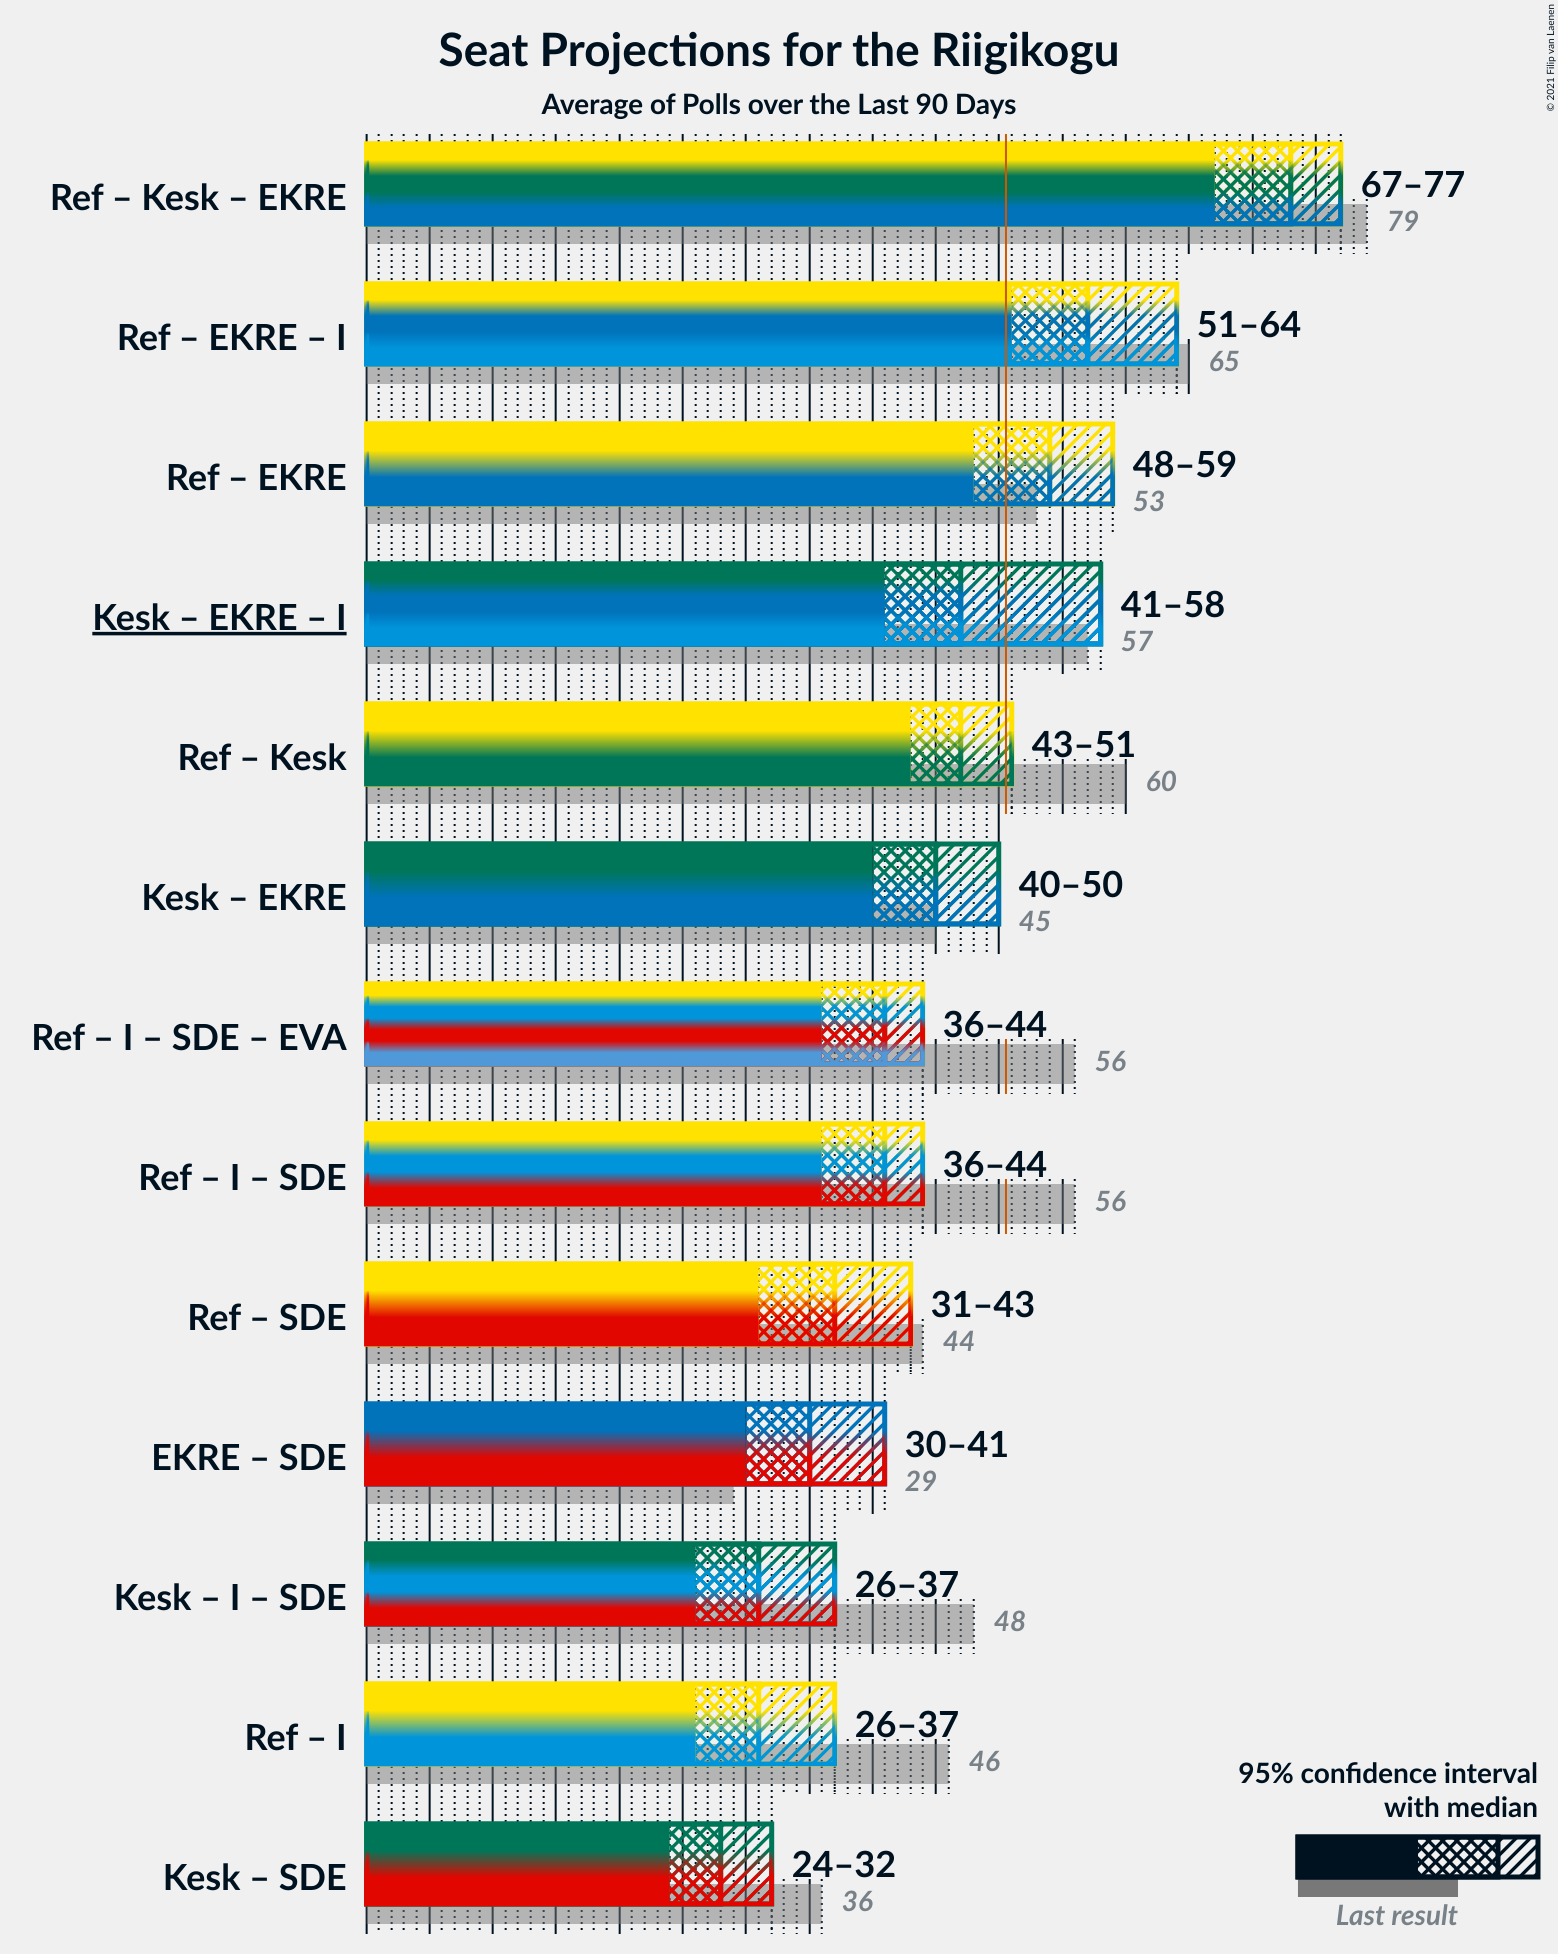 Seat Projections for the Riigikogu
Average of Polls over the Last 90 Days
© 2021 Filip van Laenen
Ref – Kesk – EKRE
67–77
79
Ref – EKRE – I
51–64
65
Ref – EKRE
48–59
53
Kesk – EKRE – I
41–58
57
Ref – Kesk
43–51
60
Kesk – EKRE
40–50
45
Ref – I – SDE – EVA
36–44
56
Ref – I – SDE
36–44
56
Ref – SDE
31–43
44
EKRE – SDE
30–41
29
Kesk – I – SDE
26–37
48
Ref – I
26–37
46
Kesk – SDE
24–32
36
95% confidence interval
with median
Last result